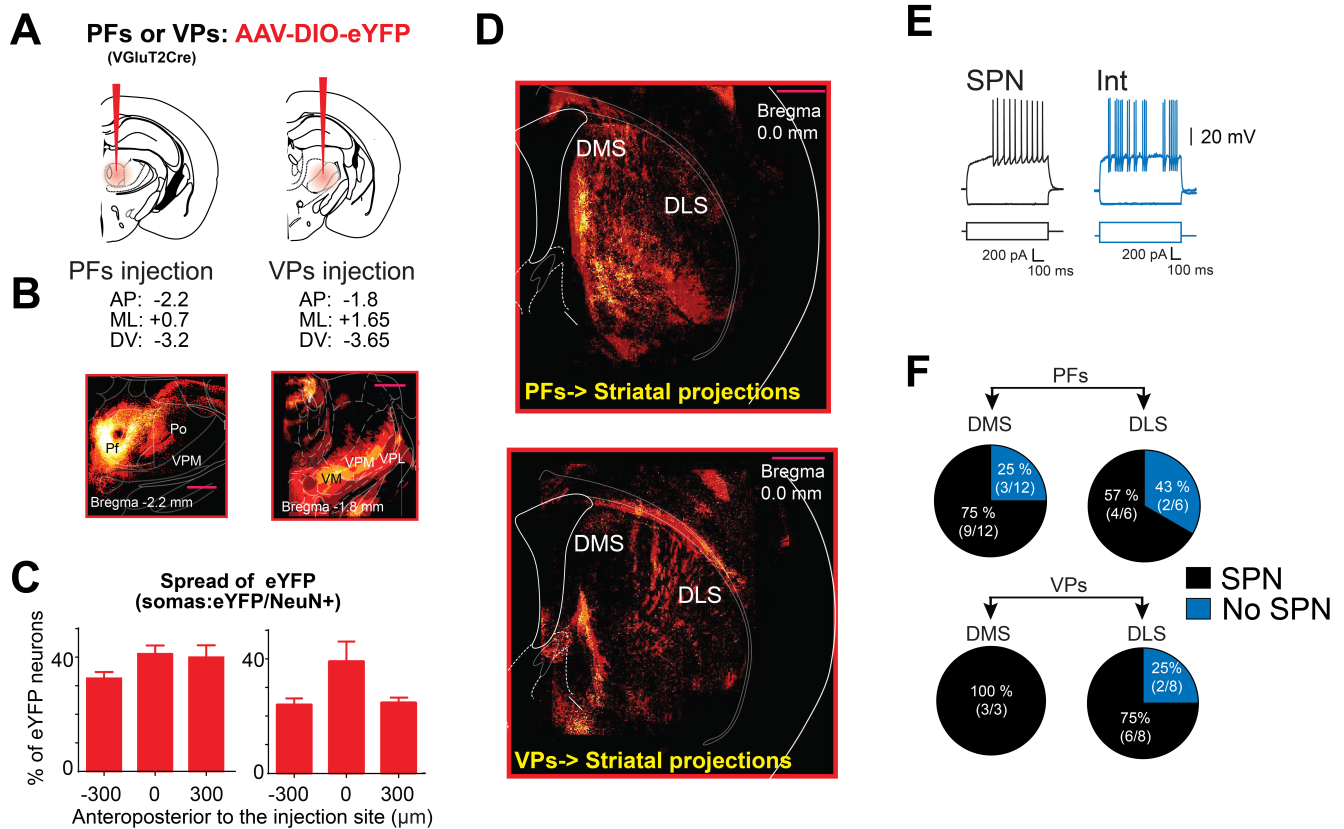 A
PFs or VPs: AAV-DIO-eYFP
(VGluT2Cre)
PFs injection
AP: -2.2
ML: +0.7
DV: -3.2
VPs injection
AP: -1.8
ML: +1.65
DV: -3.65
B
Pf
Po
VPM
Bregma -2.2 mm
VM
VPM
VPL
Bregma -1.8 mm
C
Spread of eYFP
(somas:eYFP/NeuN+)
% of eYFP neurons
40
0
-300
0
300
40
0
-300
0
300
Anteroposterior to the injection site (µm)
D
Bregma
0.0 mm
DMS
DLS
PFs-> Striatal projections
Bregma
0.0 mm
DMS
DLS
VPs-> Striatal projections
E
SPN
Int
20 mV
200 pA
100 ms
200 pA
100 ms
F
PFs
DMS
DLS
25 %
(3/12)
75 %
(9/12)
57 %
(4/6)
43 %
(2/6)
SPN
No SPN
VPs
DMS
DLS
100 %
(3/3)
25%
(2/8)
75%
(6/8)